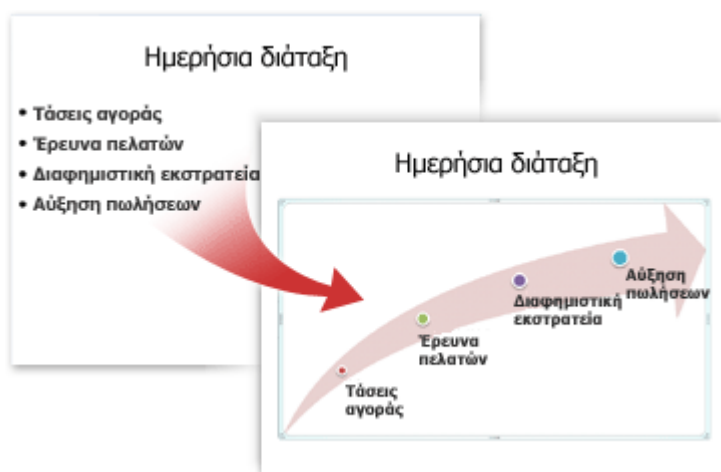 Ημερήσια διάταξη
• Τάσεις αγοράς
• Έρευνα πελατών
• Διαφημιστική εκστρατεία
• Αύξηση πωλήσεων
Ημερήσια διάταξη
Αύξηση
πωλήσεων
Διαφημιστική
εκστρατεία
Έρευνα
πελατών
Τάσεις
αγοράς